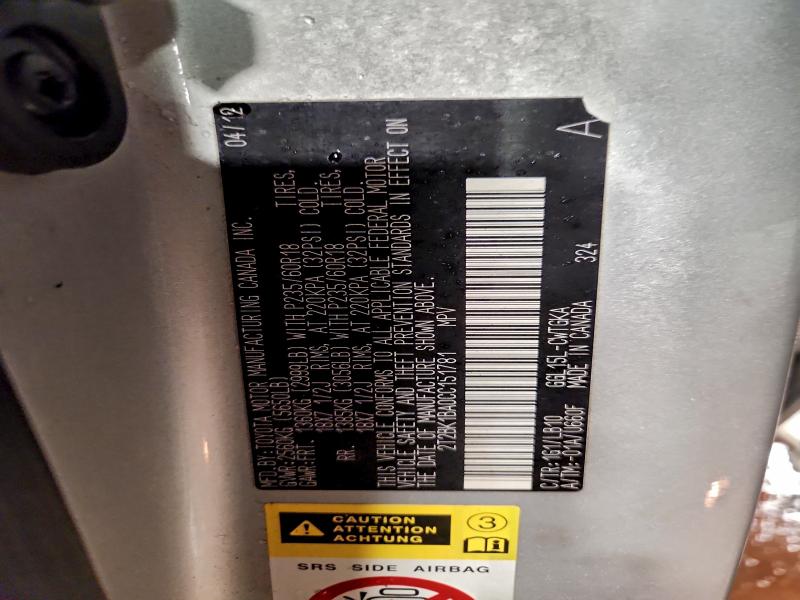 MFD. BY: TOYOTA MOTOR MANUFACTURING CANADA INC. 04/12
GVWR 2560KG (5650LB)
GAWR:FRT. 1360KG (2999LB) WITH P235/60R18 TIRES,
18X7 1/2J RIMS, AT 220KPA (32PSI) COLD.
RR. 1385KG (3056LB) WITH P235/60R18 TIRES,
18X7 1/2J RIMS, AT 220KPA (32PSI) COLD.
THIS VEHICLE CONFORMS TO ALL APPLICABLE FEDERAL MOTOR
VEHICLE SAFETY AND THEFT PREVENTION STANDARDS IN EFFECT ON
THE DATE OF MANUFACTURE SHOWN ABOVE.
2T2BK1BA0CC151781 MPV
C/TR:1G1/LB10 GGL15L-CWTGKA
A/TM:-01A/U660F MADE IN CANADA 324
A
CAUTION
ATTENTION
ACHTUNG
3
i
SRS SIDE AIRBAG